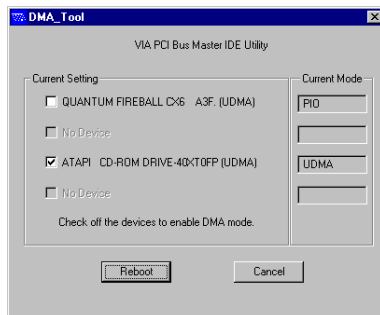 DMA_Tool
VIA PCI Bus Master IDE Utility
Current Setting
Current Mode
QUANTUM FIREBALL CX6 A3F. (UDMA)
PIO
No Device
ATAPI CD-ROM DRIVE-40XTOFP (UDMA)
UDMA
No Device
Check off the devices to enable DMA mode.
Reboot
Cancel